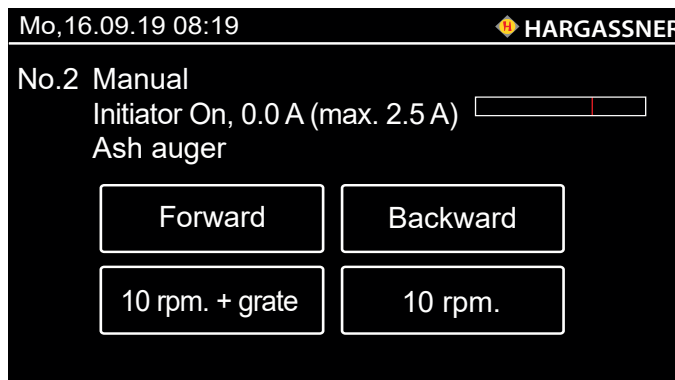 Mo,16.09.19 08:19 H HARGASSNER
No.2 Manual
Initiator On, 0.0 A (max. 2.5 A)
Ash auger
Forward Backward
10 rpm. + grate 10 rpm.